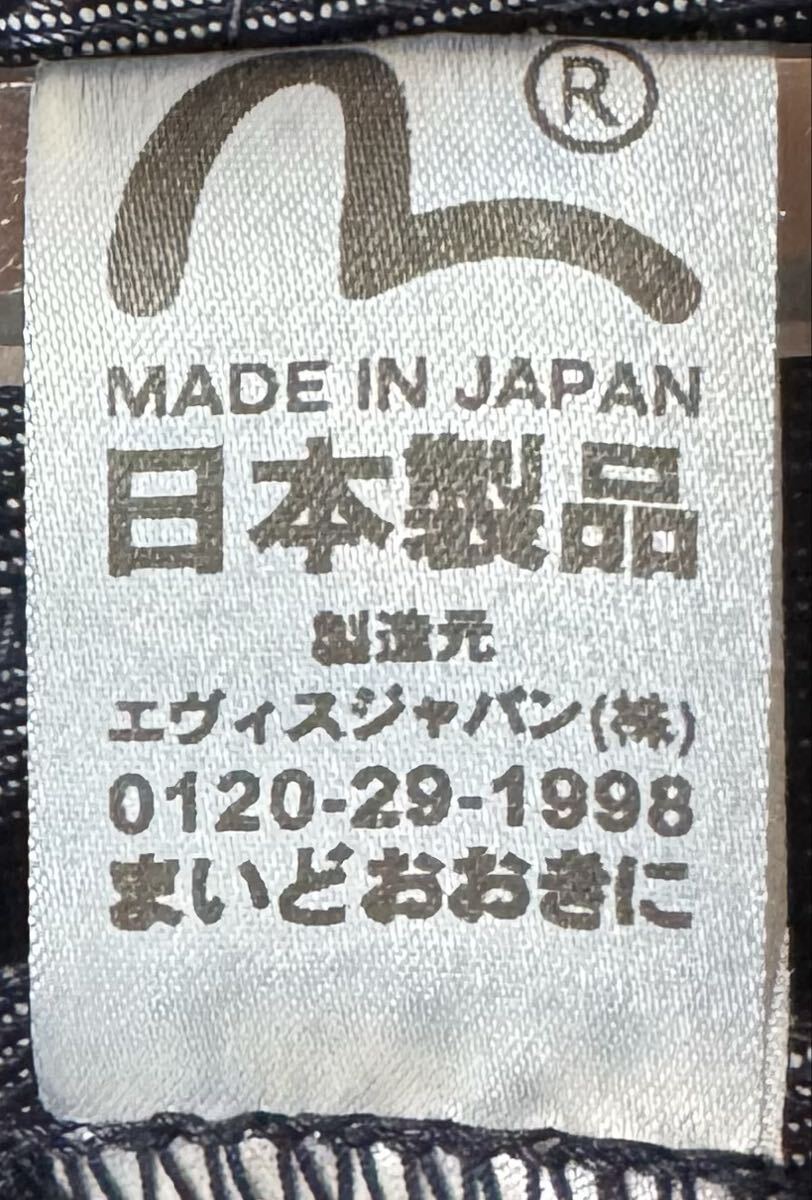 ®
MADE IN JAPAN
日本製品
製造元
エヴィスジャパン(株)
0120-29-1998
まいどおおきに